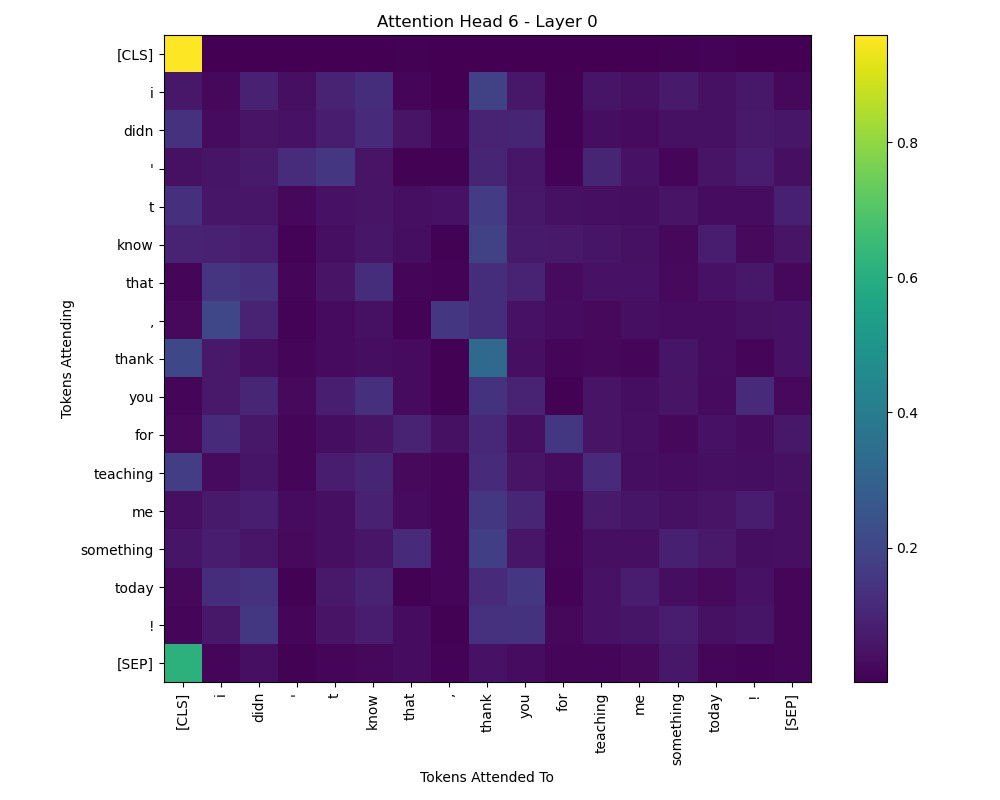 Attention Head 6 - Layer 0
Tokens Attending
[CLS]
i
didn
'
t
know
that
,
thank
you
for
teaching
me
something
today
!
[SEP]
[CLS]
i
didn
'
t
know
that
,
thank
you
for
teaching
me
something
today
!
[SEP]
Tokens Attended To
0.8
0.6
0.4
0.2